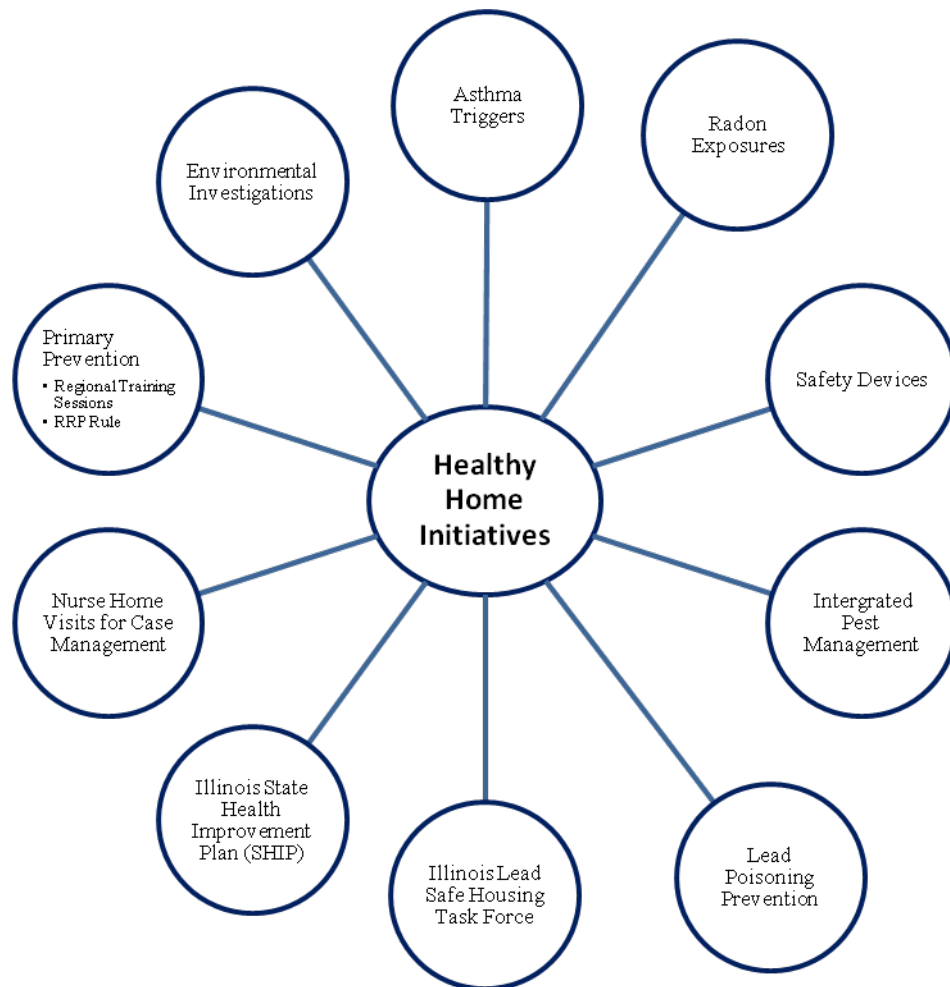 Asthma
Triggers
Radon
Exposures
Environmental
Investigations
Primary
Prevention
• Regional Training
Sessions
• RRP Rule
Safety Devices
Healthy
Home
Initiatives
Nurse Home
Visits for Case
Management
Intergrated
Pest
Management
Illinois State
Health
Improvement
Plan (SHIP)
Illinois Lead
Safe Housing
Task Force
Lead
Poisoning
Prevention